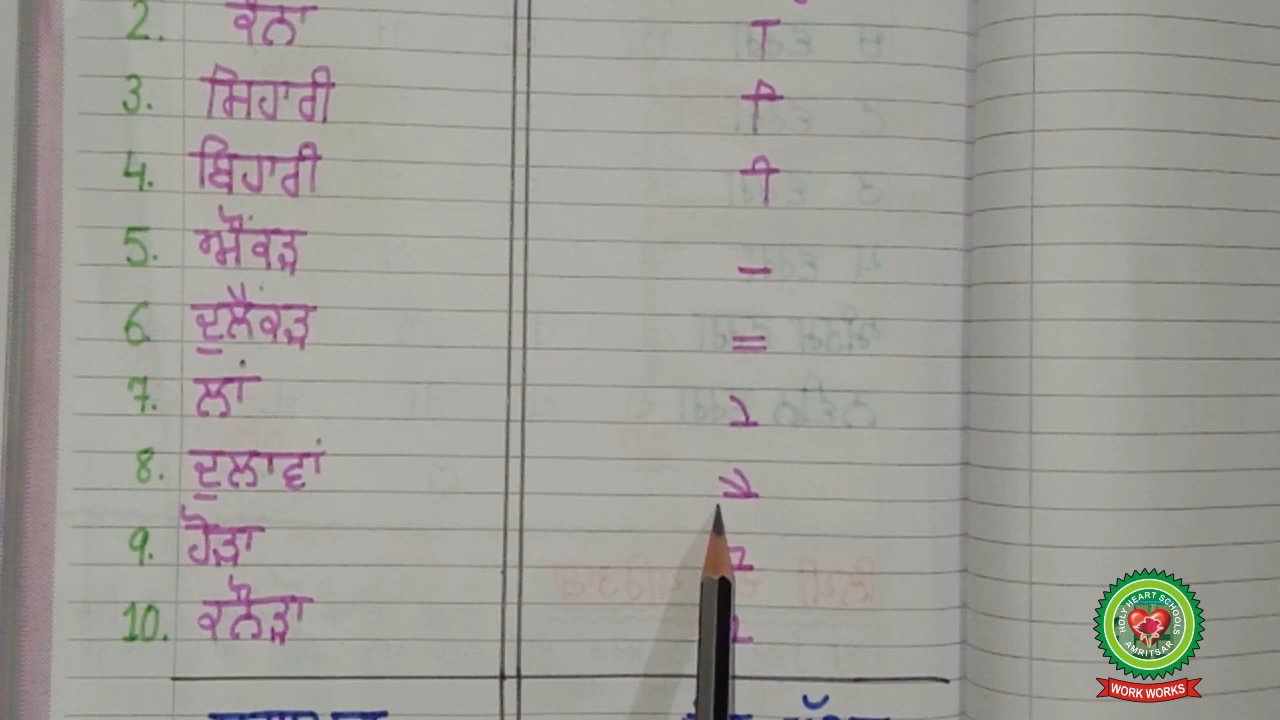 2. ਕੰਨਾ ਾ
3. ਸਿਹਾਰੀ ਿ
4. ਬਿਹਾਰੀ ੀ
5. ਔਂਕੜ _
6. ਦੁਲੈਂਕੜ =
7. ਲਾਂ ੇ
8. ਦੁਲਾਵਾਂ ੈ
9. ਹੋੜਾ
10. ਕਨੌੜਾ
HOLY HEART SCHOOLS
AMRITSAR
WORK WORKS